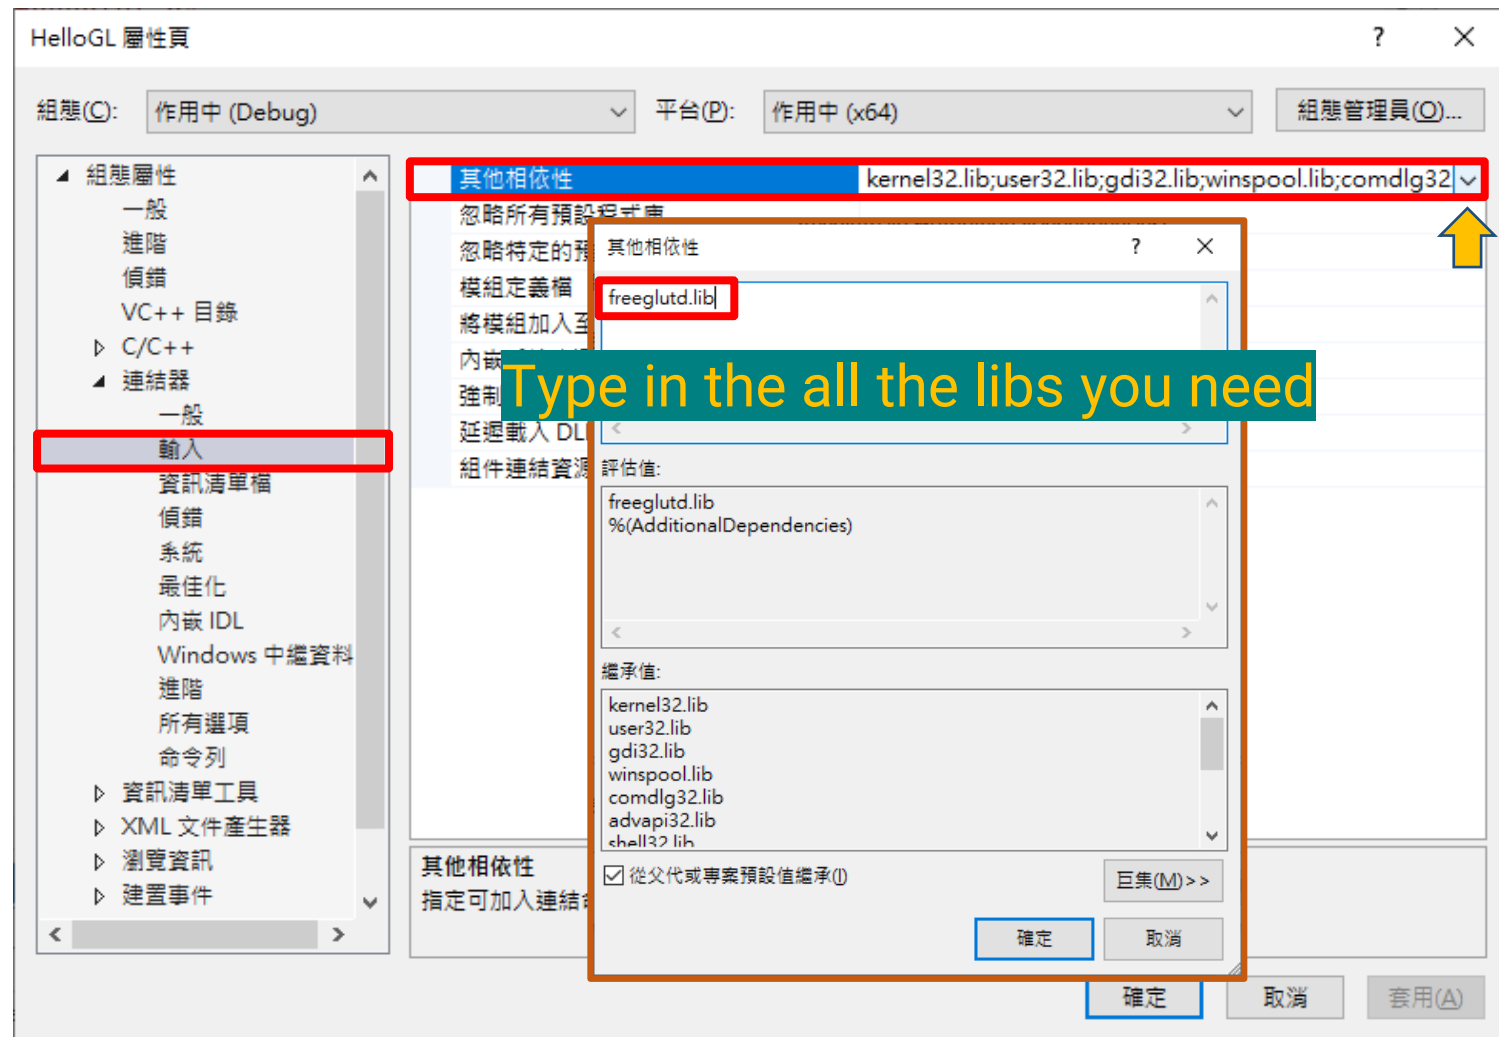 HelloGL 屬性頁
?
組態(C):
作用中 (Debug)
平台(P):
作用中 (x64)
組態管理員(O)...
組態屬性
一般
進階
偵錯
VC++ 目錄
C/C++
連結器
一般
輸入
資訊清單檔
偵錯
系統
最佳化
內嵌 IDL
Windows 中繼資料
進階
所有選項
命令列
資訊清單工具
XML 文件產生器
瀏覽資訊
建置事件
其他相依性
kernel32.lib;user32.lib;gdi32.lib;winspool.lib;comdlg32
忽略所有預設程式庫
忽略特定的預
模組定義檔
將模組加入至
內嵌
強制
延遲載入 DLL
組件連結資源
其他相依性
?
freeglutd.lib
Type in the all the libs you need
評估值:
freeglutd.lib
%(AdditionalDependencies)
繼承值:
kernel32.lib
user32.lib
gdi32.lib
winspool.lib
comdlg32.lib
advapi32.lib
shell32.lib
從父代或專案預設值繼承(I)
巨集(M)>>
確定
取消
其他相依性
指定可加入連結
確定
取消
套用(A)